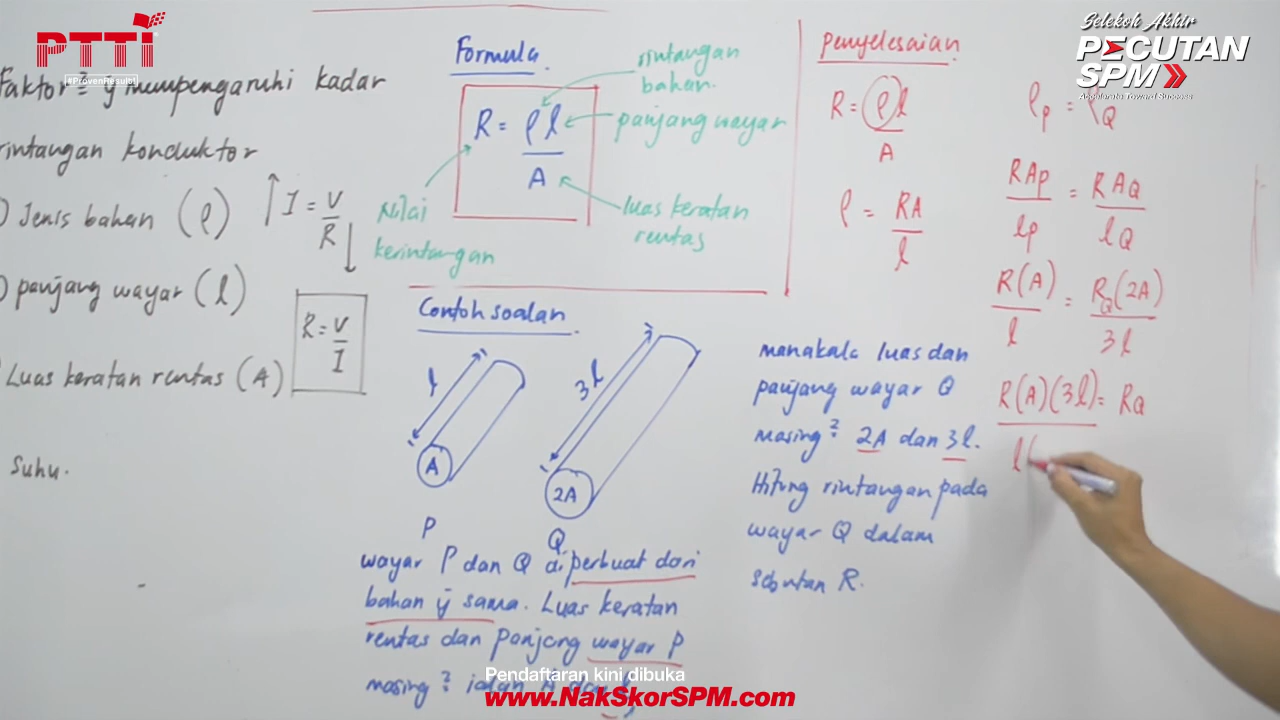 PTTi
#ProvenResult!
Selekoh Akhir
PECUTAN
SPM
Accelerate Toward Success
Faktor² ȳ mempengaruhi kadar
rintangan konduktor
) Jenis bahan (ρ)
) panjang wayar (l)
Luas keratan rentas (A)
Suhu.
↑I = V/R↓
R = V/I
Formula.
R = ρl/A
rintangan
bahan.
panjang wayar
luas keratan
rentas
Nilai
kerintangan
Contoh soalan.
l
A
P
3l
2A
Q
wayar P dan Q diperbuat dari
bahan ȳ sama. Luas keratan
rentas dan panjang wayar P
masing² ialah A dan
manakala luas dan
panjang wayar Q
masing² 2A dan 3l.
Hitung rintangan pada
wayar Q dalam
sebutan R.
Penyelesaian
R = ρl/A
ρ = RA/l
ρP = ρQ
RAP/lP = RAQ/lQ
R(A)/l = RQ(2A)/3l
R(A)(3l)/l( = RQ
Pendaftaran kini dibuka
www.NakSkorSPM.com